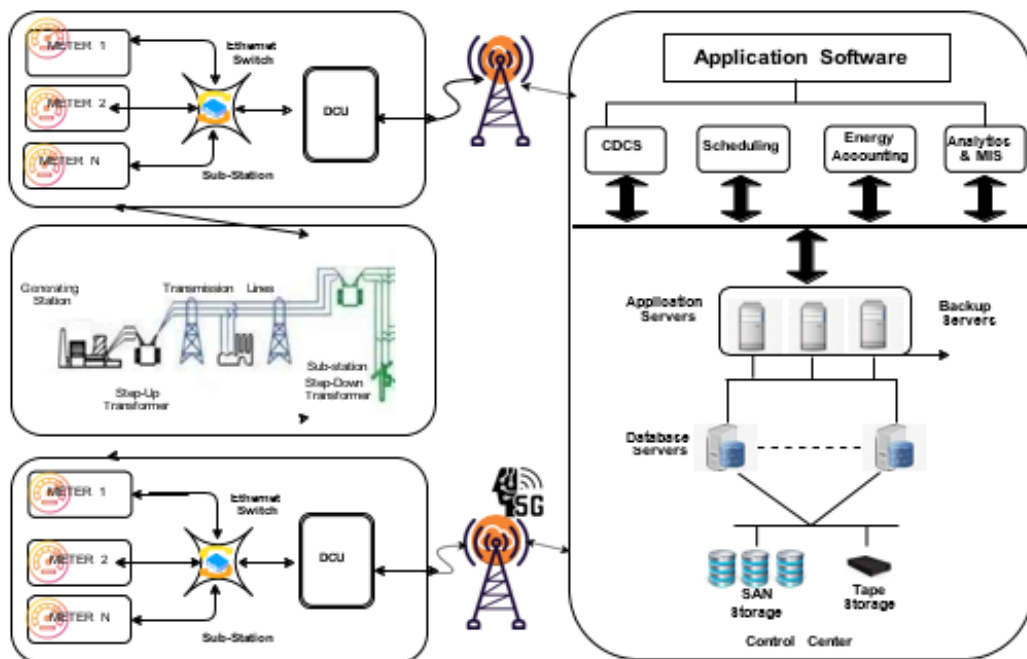 METER 1
METER 2
METER N
Ethernet
Switch
Sub-Station
DCU
Generating
Station
Transmission Lines
Step-Up
Transformer
Sub-station
Step-Down
Transformer
METER 1
METER 2
METER N
Ethernet
Switch
Sub-Station
DCU
5G
Application Software
CDCS
Scheduling
Energy
Accounting
Analytics
& MIS
Application
Servers
Backup
Servers
Database
Servers
SAN
Storage
Tape
Storage
Control Center